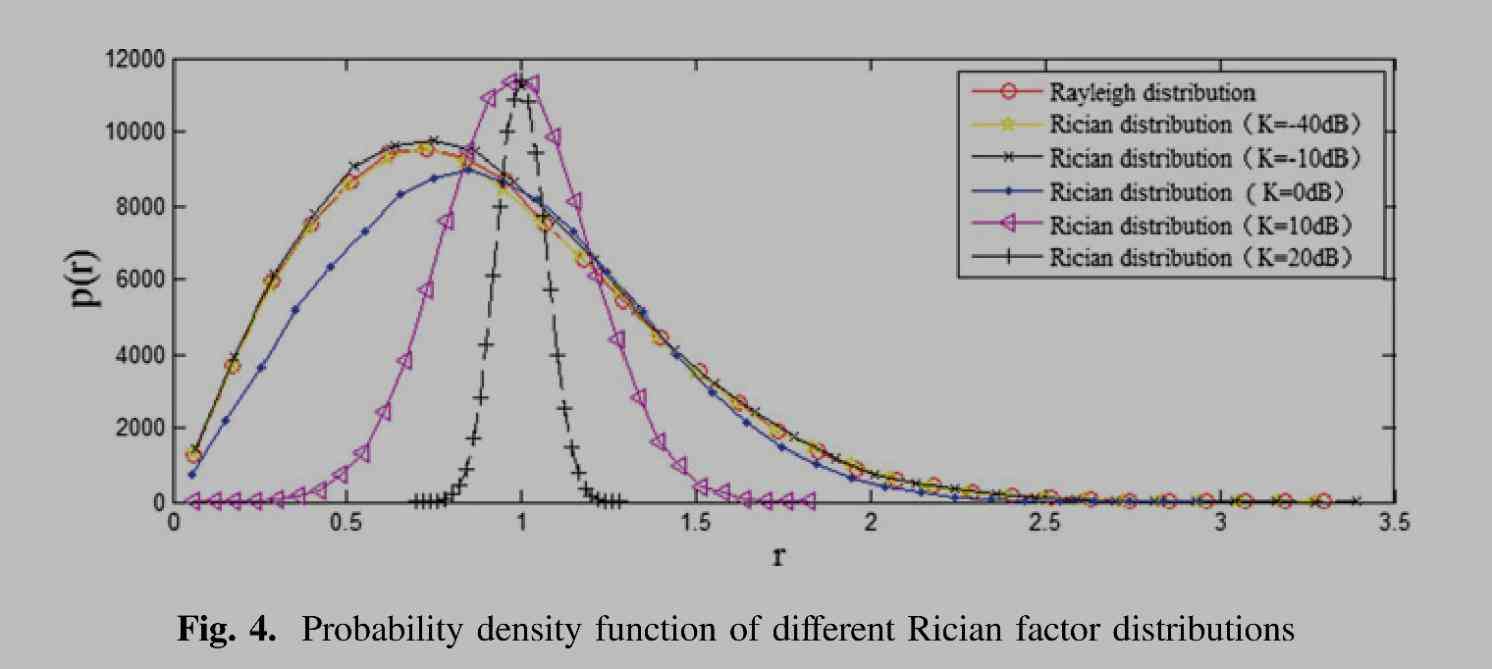 12000
10000
8000
6000
4000
2000
0
p(r)
0 0.5 1 1.5 2 2.5 3 3.5
r
Rayleigh distribution
Rician distribution（K=-40dB）
Rician distribution（K=-10dB）
Rician distribution （K=0dB）
Rician distribution（K=10dB）
Rician distribution（K=20dB）
Fig. 4. Probability density function of different Rician factor distributions